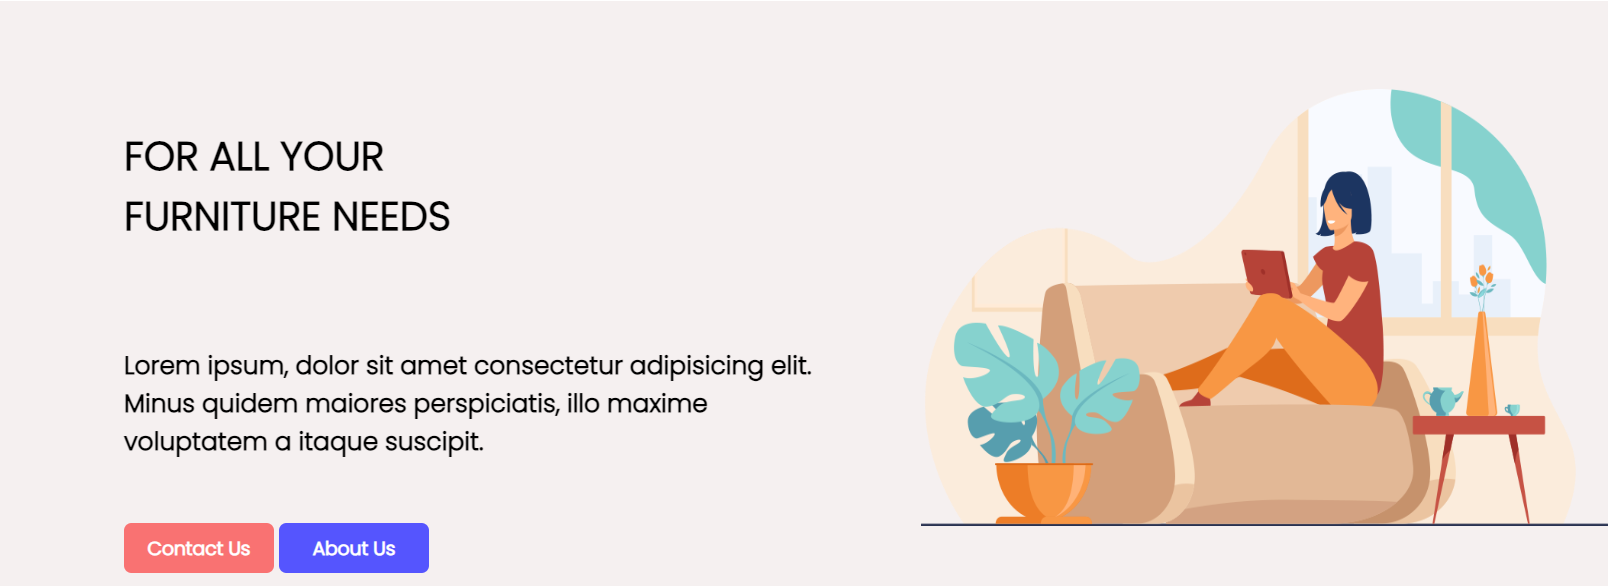 FOR ALL YOUR
FURNITURE NEEDS
Lorem ipsum, dolor sit amet consectetur adipisicing elit.
Minus quidem maiores perspiciatis, illo maxime
voluptatem a itaque suscipit.
Contact Us About Us